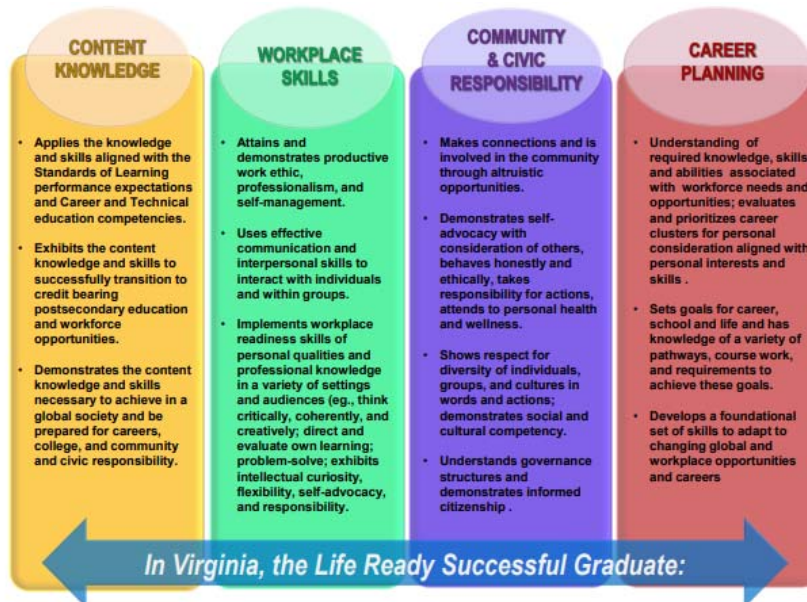 CONTENT
KNOWLEDGE
• Applies the knowledge
and skills aligned with the
Standards of Learning
performance expectations
and Career and Technical
education competencies.
• Exhibits the content
knowledge and skills to
successfully transition to
credit bearing
postsecondary education
and workforce
opportunities.
• Demonstrates the content
knowledge and skills
necessary to achieve in a
global society and be
prepared for careers,
college, and community
and civic responsibility.
WORKPLACE
SKILLS
• Attains and
demonstrates productive
work ethic,
professionalism, and
self-management.
• Uses effective
communication and
interpersonal skills to
interact with individuals
and within groups.
• Implements workplace
readiness skills of
personal qualities and
professional knowledge
in a variety of settings
and audiences (eg., think
critically, coherently, and
creatively; direct and
evaluate own learning;
problem-solve; exhibits
intellectual curiosity,
flexibility, self-advocacy,
and responsibility.
COMMUNITY
& CIVIC
RESPONSIBILITY
• Makes connections and is
involved in the community
through altruistic
opportunities.
• Demonstrates self-
advocacy with
consideration of others,
behaves honestly and
ethically, takes
responsibility for actions,
attends to personal health
and wellness.
• Shows respect for
diversity of individuals,
groups, and cultures in
words and actions;
demonstrates social and
cultural competency.
• Understands governance
structures and
demonstrates informed
citizenship .
CAREER
PLANNING
• Understanding of
required knowledge, skills
and abilities associated
with workforce needs and
opportunities; evaluates
and prioritizes career
clusters for personal
consideration aligned with
personal interests and
skills .
• Sets goals for career,
school and life and has
knowledge of a variety of
pathways, course work,
and requirements to
achieve these goals.
• Develops a foundational
set of skills to adapt to
changing global and
workplace opportunities
and careers
In Virginia, the Life Ready Successful Graduate: